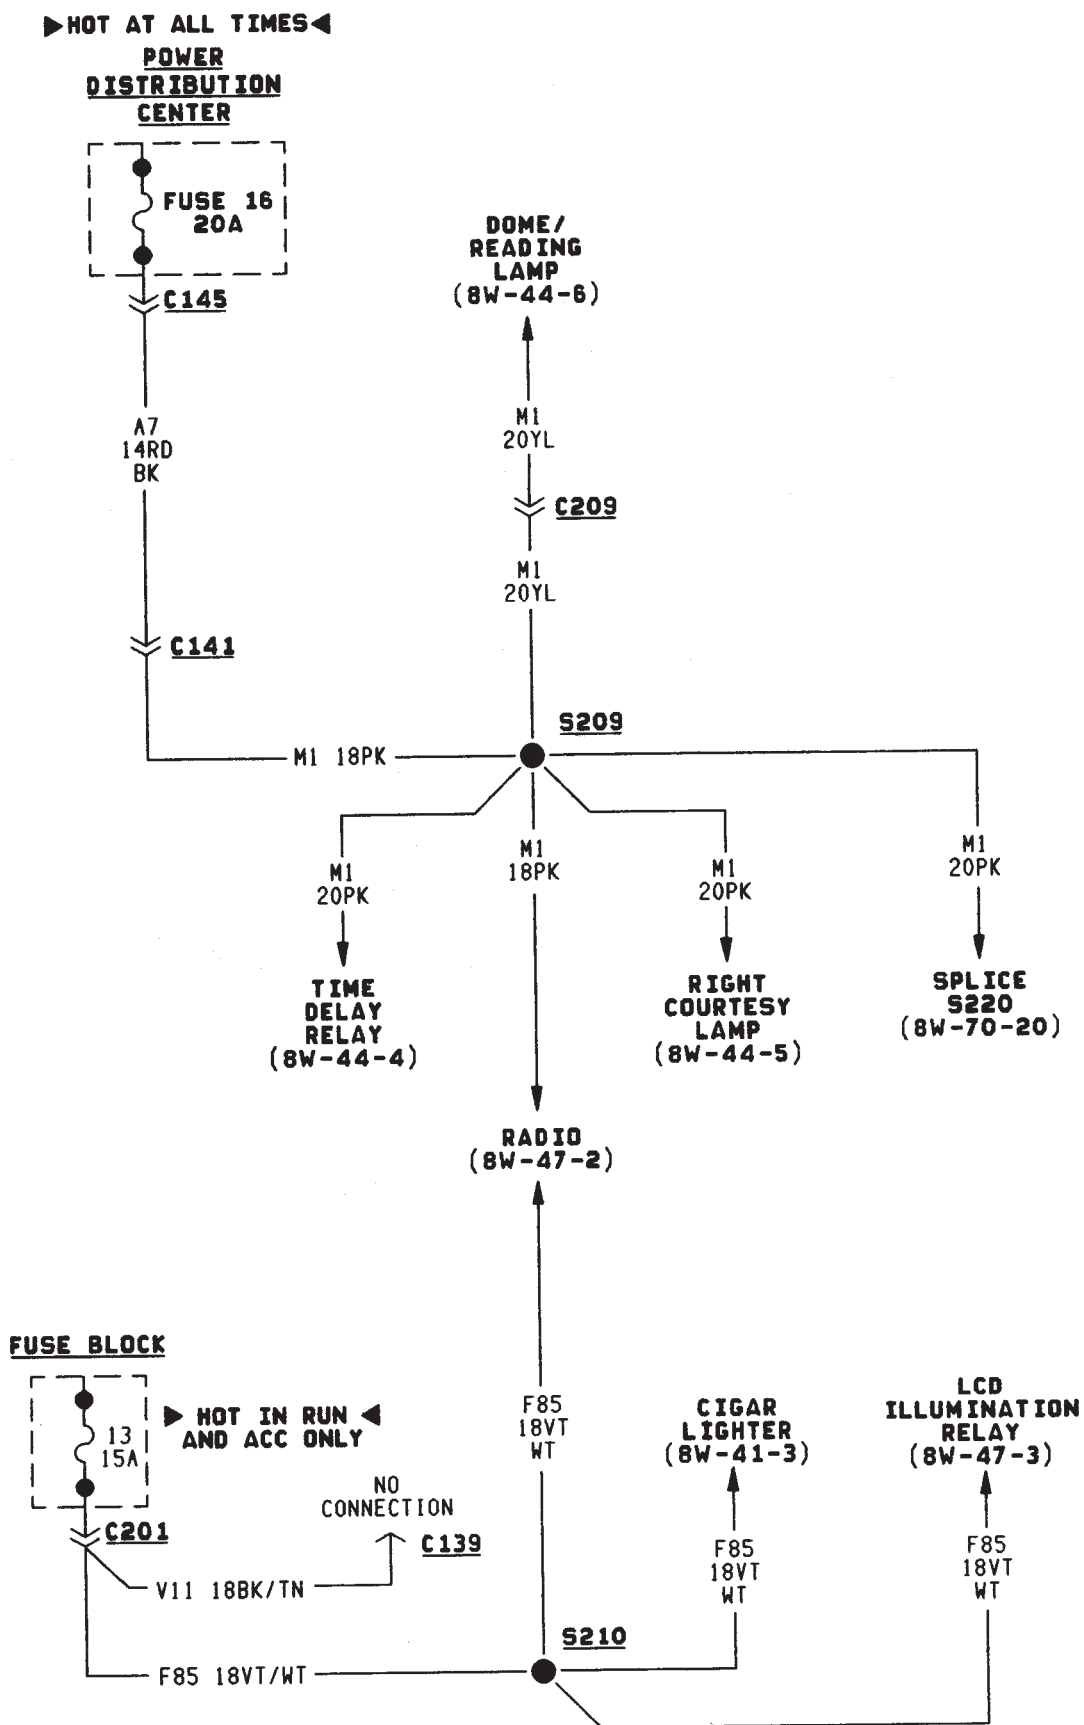 HOT AT ALL TIMES
POWER
DISTRIBUTION
CENTER
FUSE 16
20A
C145
A7
14RD
BK
C141
DOME/
READING
LAMP
(8W-44-6)
M1
20YL
C209
M1
20YL
S209
M1 18PK
M1
20PK
TIME
DELAY
RELAY
(8W-44-4)
M1
18PK
M1
20PK
RIGHT
COURTESY
LAMP
(8W-44-5)
M1
20PK
SPLICE
S220
(8W-70-20)
RADIO
(8W-47-2)
FUSE BLOCK
13
15A
HOT IN RUN
AND ACC ONLY
C201
NO
CONNECTION
C139
V11 18BK/TN
F85 18VT/WT
F85
18VT
WT
S210
CIGAR
LIGHTER
(8W-41-3)
F85
18VT
WT
LCD
ILLUMINATION
RELAY
(8W-47-3)
F85
18VT
WT